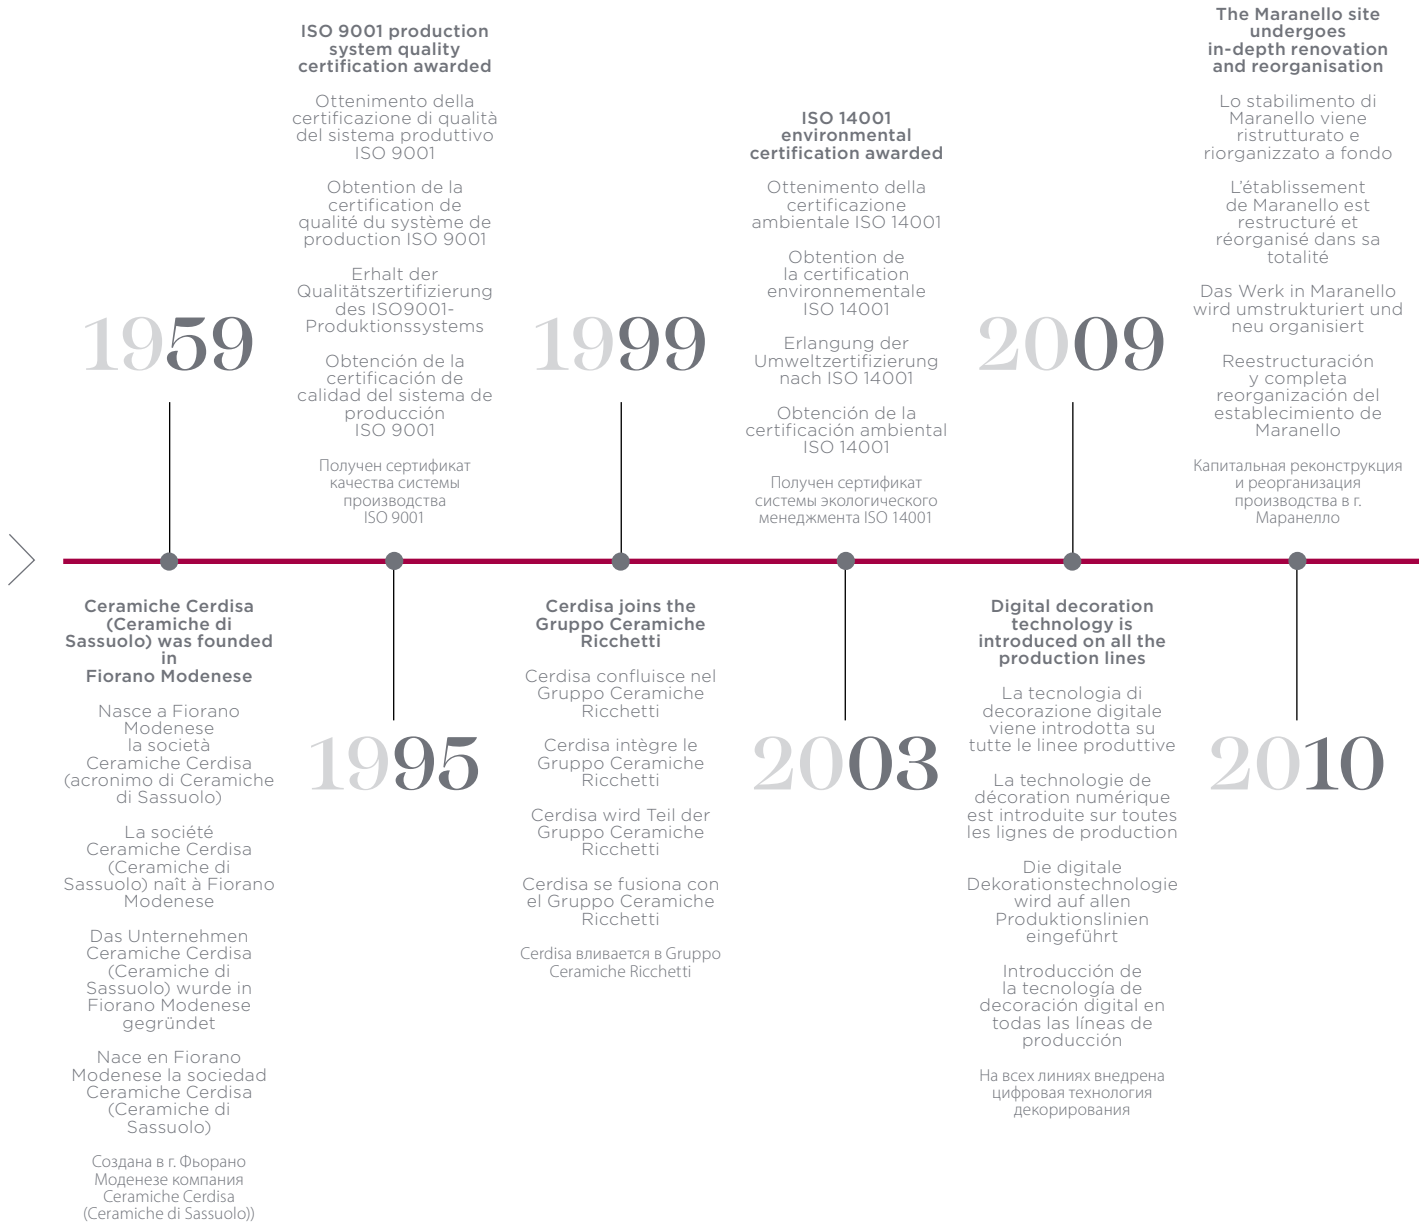 1959
Ceramiche Cerdisa
(Ceramiche di
Sassuolo) was founded
in
Fiorano Modenese
Nasce a Fiorano
Modenese
la società
Ceramiche Cerdisa
(acronimo di Ceramiche
di Sassuolo)
La société
Ceramiche Cerdisa
(Ceramiche di
Sassuolo) naît à Fiorano
Modenese
Das Unternehmen
Ceramiche Cerdisa
(Ceramiche di
Sassuolo) wurde in
Fiorano Modenese
gegründet
Nace en Fiorano
Modenese la sociedad
Ceramiche Cerdisa
(Ceramiche di
Sassuolo)
Создана в г. Фьорано
Моденезе компания
Ceramiche Cerdisa
(Ceramiche di Sassuolo))
ISO 9001 production
system quality
certification awarded
Ottenimento della
certificazione di qualità
del sistema produttivo
ISO 9001
Obtention de la
certification de
qualité du système de
production ISO 9001
Erhalt der
Qualitätszertifizierung
des ISO9001-
Produktionssystems
Obtención de la
certificación de
calidad del sistema de
producción
ISO 9001
Получен сертификат
качества системы
производства
ISO 9001
1995
1999
Cerdisa joins the
Gruppo Ceramiche
Ricchetti
Cerdisa confluisce nel
Gruppo Ceramiche
Ricchetti
Cerdisa intègre le
Gruppo Ceramiche
Ricchetti
Cerdisa wird Teil der
Gruppo Ceramiche
Ricchetti
Cerdisa se fusiona con
el Gruppo Ceramiche
Ricchetti
Cerdisa вливается в Gruppo
Ceramiche Ricchetti
ISO 14001
environmental
certification awarded
Ottenimento della
certificazione
ambientale ISO 14001
Obtention de
la certification
environnementale
ISO 14001
Erlangung der
Umweltzertifizierung
nach ISO 14001
Obtención de la
certificación ambiental
ISO 14001
Получен сертификат
системы экологического
менеджмента ISO 14001
2003
2009
Digital decoration
technology is
introduced on all the
production lines
La tecnologia di
decorazione digitale
viene introdotta su
tutte le linee produttive
La technologie de
décoration numérique
est introduite sur toutes
les lignes de production
Die digitale
Dekorationstechnologie
wird auf allen
Produktionslinien
eingeführt
Introducción de
la tecnología de
decoración digital en
todas las líneas de
producción
На всех линиях внедрена
цифровая технология
декорирования
The Maranello site
undergoes
in-depth renovation
and reorganisation
Lo stabilimento di
Maranello viene
ristrutturato e
riorganizzato a fondo
L'établissement
de Maranello est
restructuré et
réorganisé dans sa
totalité
Das Werk in Maranello
wird umstrukturiert und
neu organisiert
Reestructuración
y completa
reorganización del
establecimiento de
Maranello
Капитальная реконструкция
и реорганизация
производства в г.
Маранелло
2010